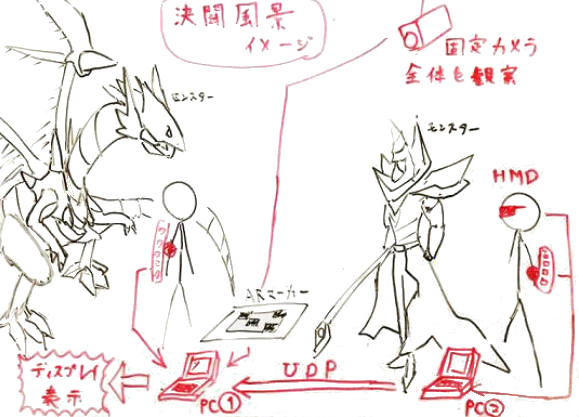 決闘風景
イメージ
固定カメラ
全体を観察
モンスター
モンスター
HMD
ARマーカー
ディスプレイ
表示
UDP
PC①
PC②